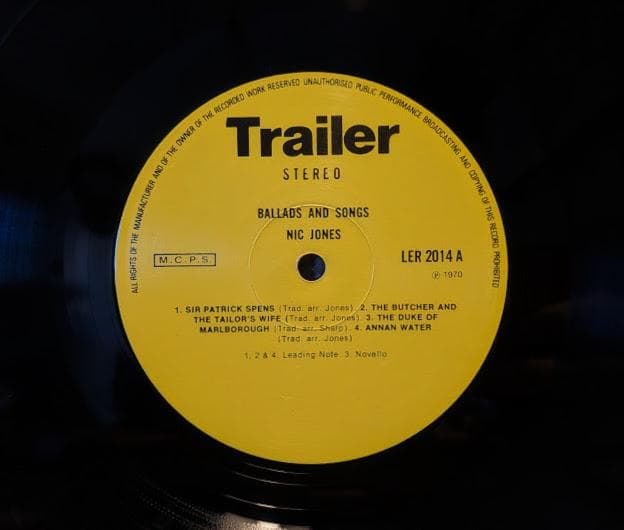 ALL RIGHTS OF THE MANUFACTURER AND OF THE OWNER OF THE RECORDED WORK RESERVED UNAUTHORISED PUBLIC PERFORMANCE BROADCASTING AND COPYING OF THIS RECORD PROHIBITED
Trailer
STEREO
BALLADS AND SONGS
NIC JONES
M.C.P.S.
LER 2014 A
℗ 1970
1. SIR PATRICK SPENS (Trad. arr. Jones). 2. THE BUTCHER AND
THE TAILOR'S WIFE (Trad. arr. Jones). 3. THE DUKE OF
MARLBOROUGH (Trad. arr. Sharp). 4. ANNAN WATER
(Trad. arr. Jones)
1, 2 & 4. Leading Note. 3. Novello